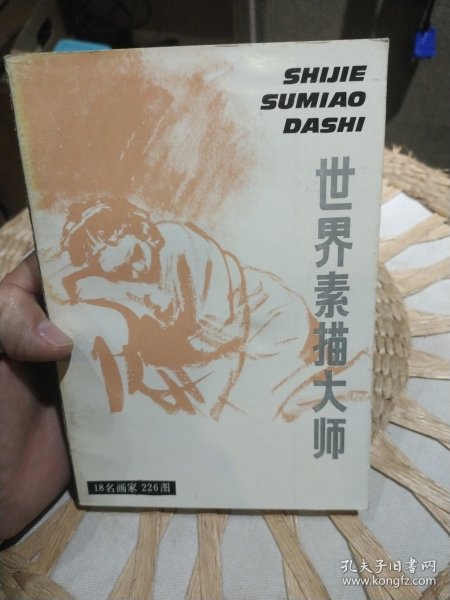 SHIJIE
SUMIAO
DASHI
世界素描大师
18名画家 226图
孔夫子旧书网
www.kongfz.com